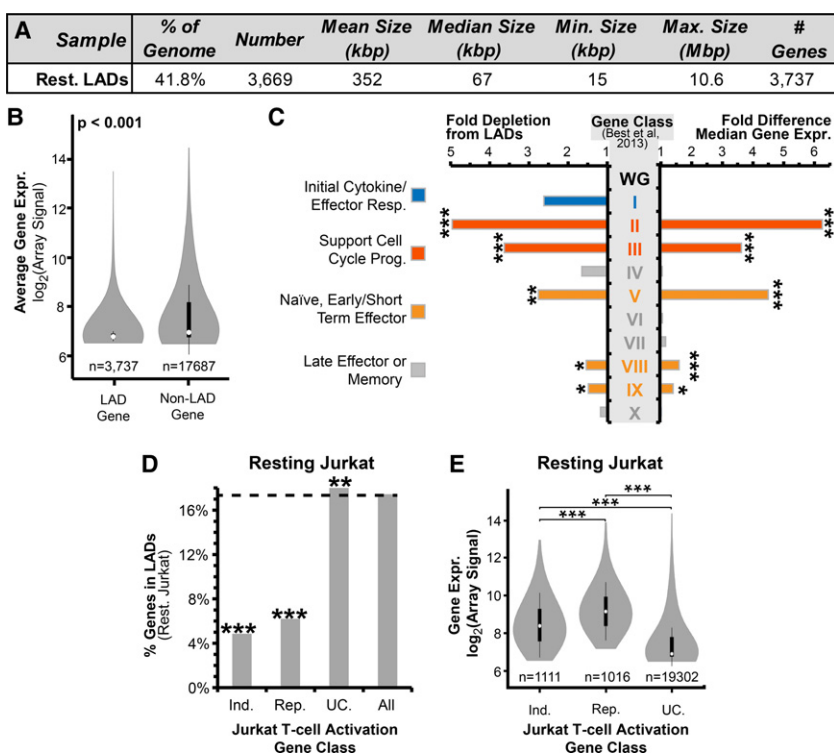 A
Sample
% of Genome
Number
Mean Size (kbp)
Median Size (kbp)
Min. Size (kbp)
Max. Size (Mbp)
# Genes
Rest. LADs 41.8% 3,669 352 67 15 10.6 3,737
B
p < 0.001
Average Gene Expr.
log2(Array Signal)
14
12
10
8
6
n=3,737 n=17687
LAD Gene
Non-LAD Gene
C
Fold Depletion from LADs
Gene Class
(Best et al, 2013)
Fold Difference Median Gene Expr.
5 3 2 1
1 2 3 4 5 6
WG
Initial Cytokine/
Effector Resp.
Support Cell
Cycle Prog.
Naïve, Early/Short
Term Effector
Late Effector or
Memory
I
*** II ***
*** III ***
IV
** V ***
VI
VII
* VIII ***
* IX *
X
D
Resting Jurkat
% Genes in LADs
(Rest. Jurkat)
16%
12%
8%
4%
0%
*** *** **
Ind. Rep. UC. All
Jurkat T-cell Activation
Gene Class
E
Resting Jurkat
Gene Expr.
log2(Array Signal)
14
12
10
8
6
***
***
***
n=1111 n=1016 n=19302
Ind. Rep. UC.
Jurkat T-cell Activation
Gene Class